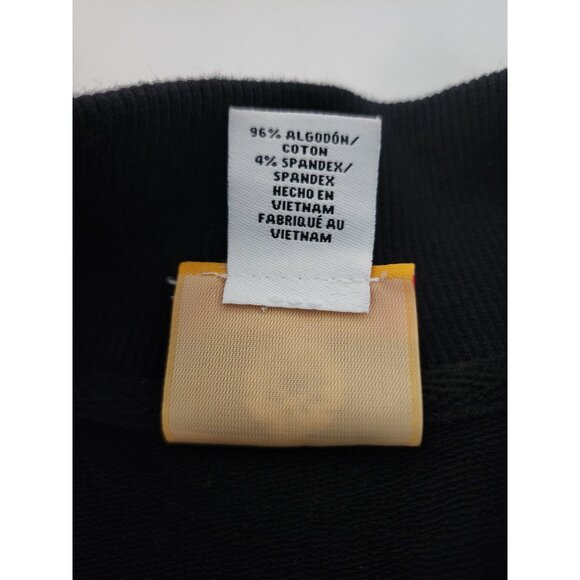 96% ALGODÓN/
COTON
4% SPANDEX/
SPANDEX
HECHO EN
VIETNAM
FABRIQUÉ AU
VIETNAM